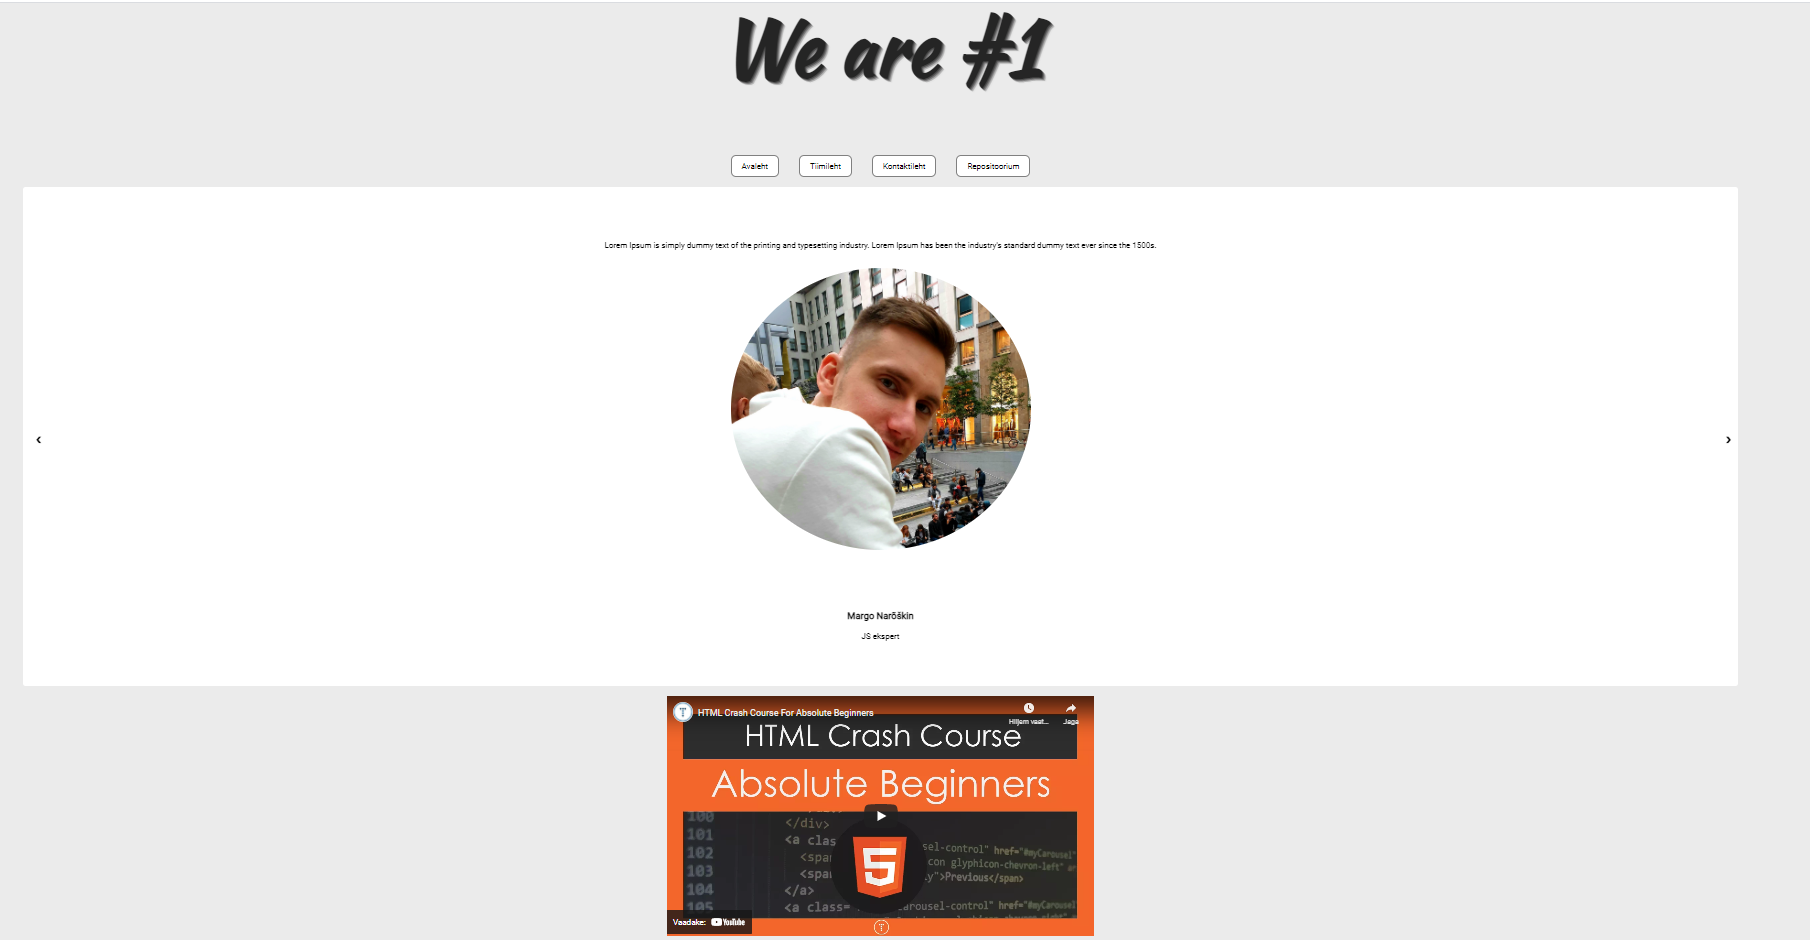 We are #1
Avaleht Tiimileht Kontaktileht Repositoorium
Lorem Ipsum is simply dummy text of the printing and typesetting industry. Lorem Ipsum has been the industry's standard dummy text ever since the 1500s.
‹ ›
Margo Narõškin
JS ekspert
T HTML Crash Course For Absolute Beginners
Hiljem vaat... Jaga
HTML Crash Course
Absolute Beginners
100
</div>
101 <a clas sel-control" href="#myCarousel"
102 <spa con glyphicon-chevron-left"
103 <spa y">Previous</span>
104 </a>
105 <a class= carousel-control" href="#myCarousel
5
Vaadake: YouTube
T